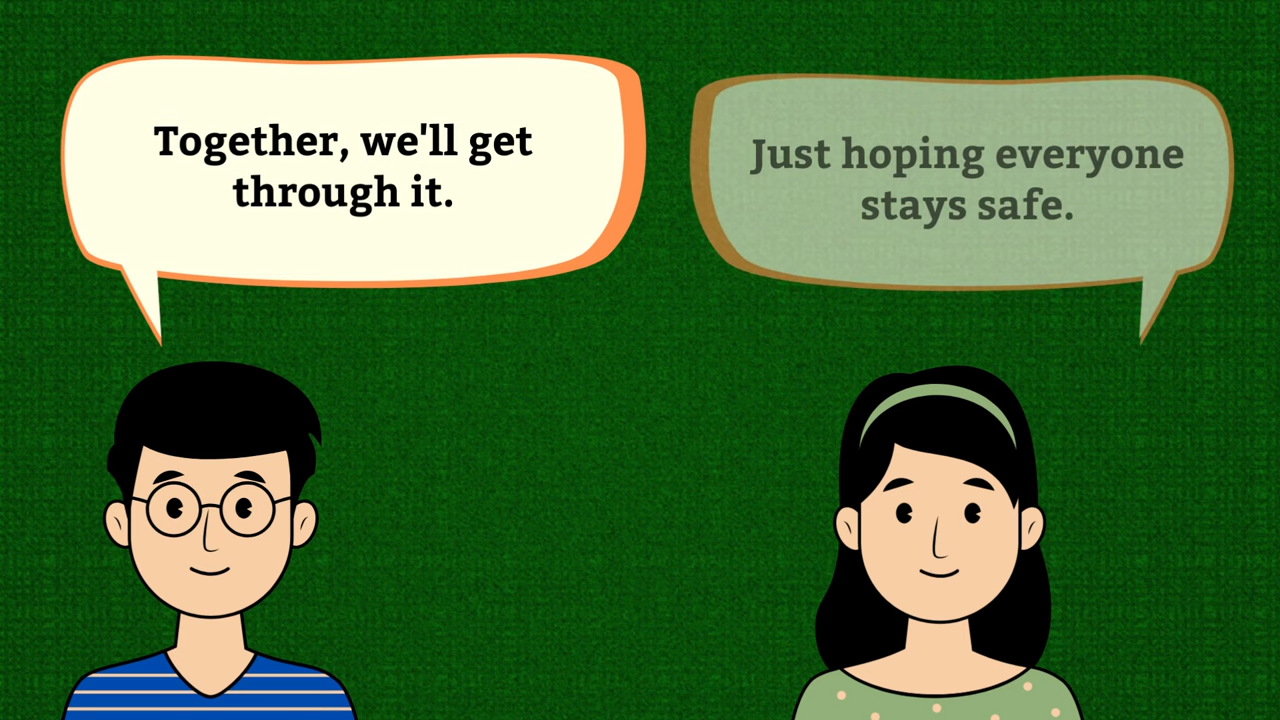 Together, we'll get
through it.
Just hoping everyone
stays safe.